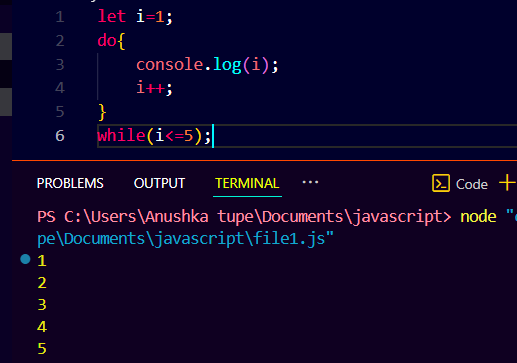 1 let i=1;
2 do{
3 console.log(i);
4 i++;
5 }
6 while(i<=5);
PROBLEMS OUTPUT TERMINAL ··· Code +
PS C:\Users\Anushka tupe\Documents\javascript> node "
pe\Documents\javascript\file1.js"
1
2
3
4
5